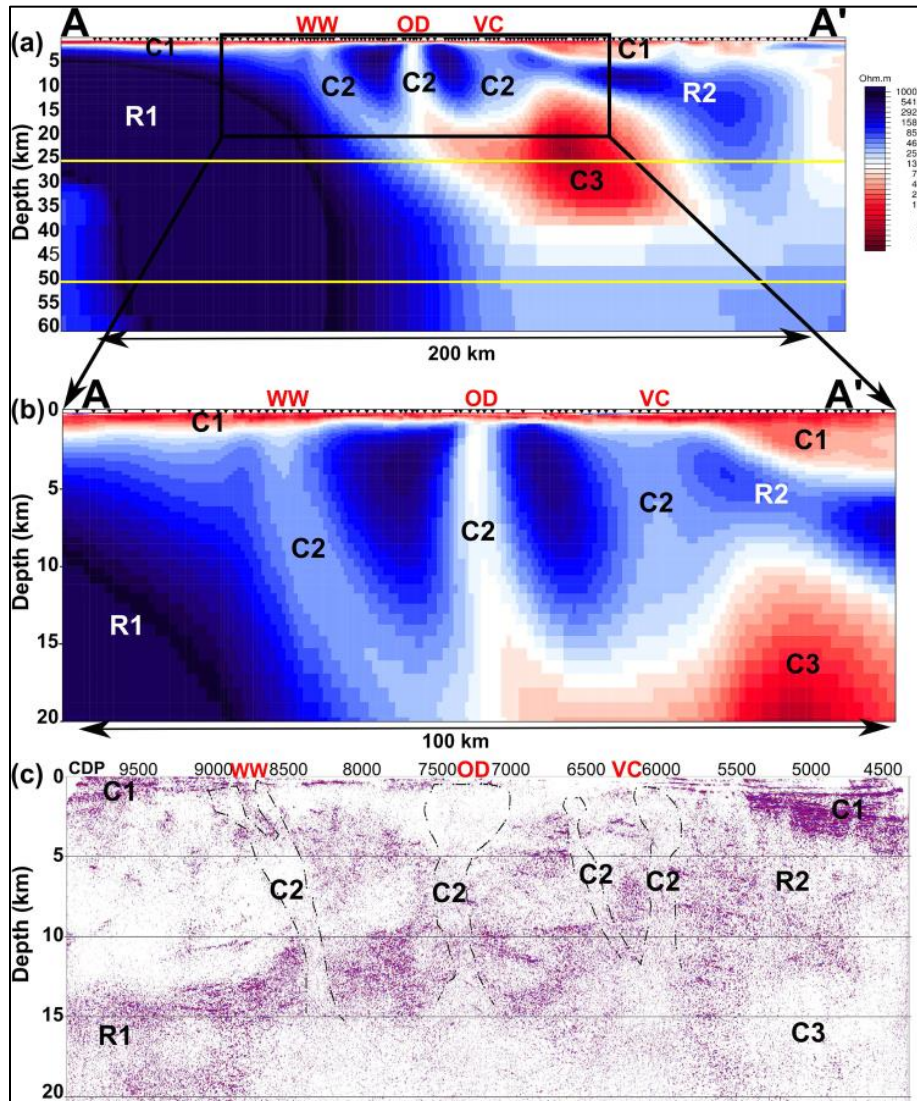 A WW OD VC A'
(a)
C1 C1
5 C2 C2 C2
10 R1 R2
15
20
25
30 C3
35
40
45
50
55
60
Depth (km)
Ohm.m
1000
541
292
158
85
46
25
13
7
4
2
1
200 km
(b) A WW OD VC A'
0 C1 C1
5 R2
C2 C2 C2
10
R1
15 C3
20
Depth (km)
100 km
(c)
CDP 9500 9000 WW 8500 8000 7500 OD 7000 6500 VC 6000 5500 5000 4500
0 C1 C1
5
C2 C2 C2 C2 R2
10
15
R1 C3
20
Depth (km)